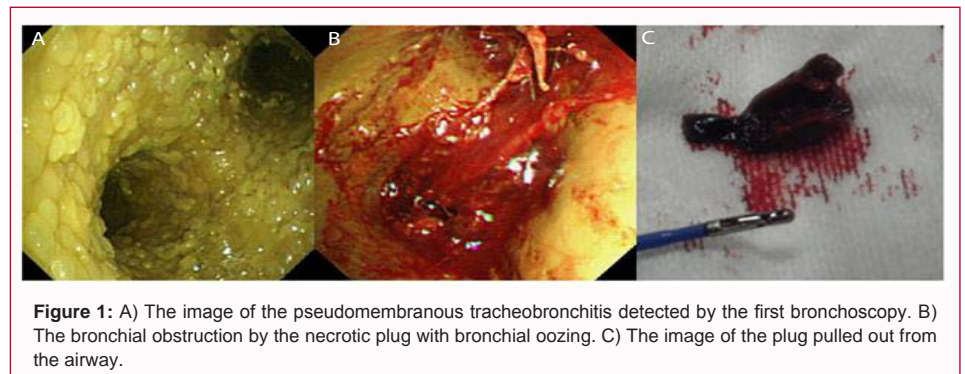 A B C
Figure 1: A) The image of the pseudomembranous tracheobronchitis detected by the first bronchoscopy. B)
The bronchial obstruction by the necrotic plug with bronchial oozing. C) The image of the plug pulled out from
the airway.